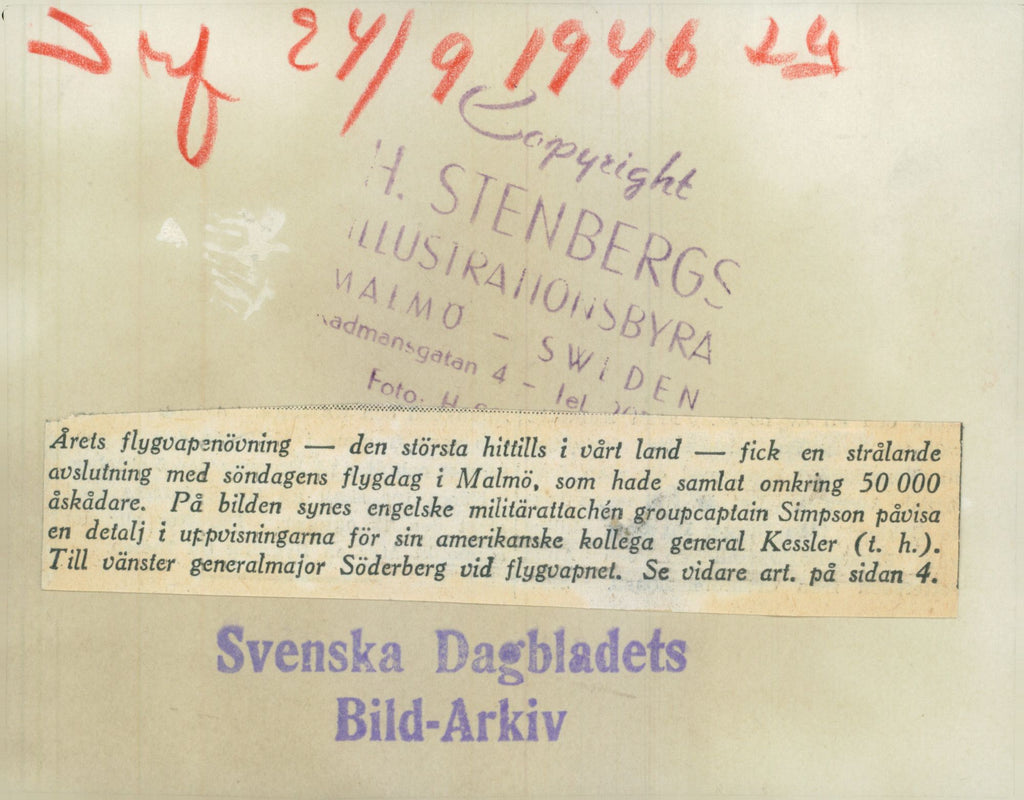 24/9 1946
Copyright
H. STENBERGS
ILLUSTRATIONSBYRÅ
MALMÖ - SWEDEN
Rådmansgatan 4 - Tel.
Foto: H.
Årets flygvapenövning — den största hittills i vårt land — fick en strålande
avslutning med söndagens flygdag i Malmö, som hade samlat omkring 50 000
åskådare. På bilden synes engelske militärattachén groupcaptain Simpson påvisa
en detalj i uppvisningarna för sin amerikanske kollega general Kessler (t. h.).
Till vänster generalmajor Söderberg vid flygvapnet. Se vidare art. på sidan 4.
Svenska Dagbladets
Bild-Arkiv